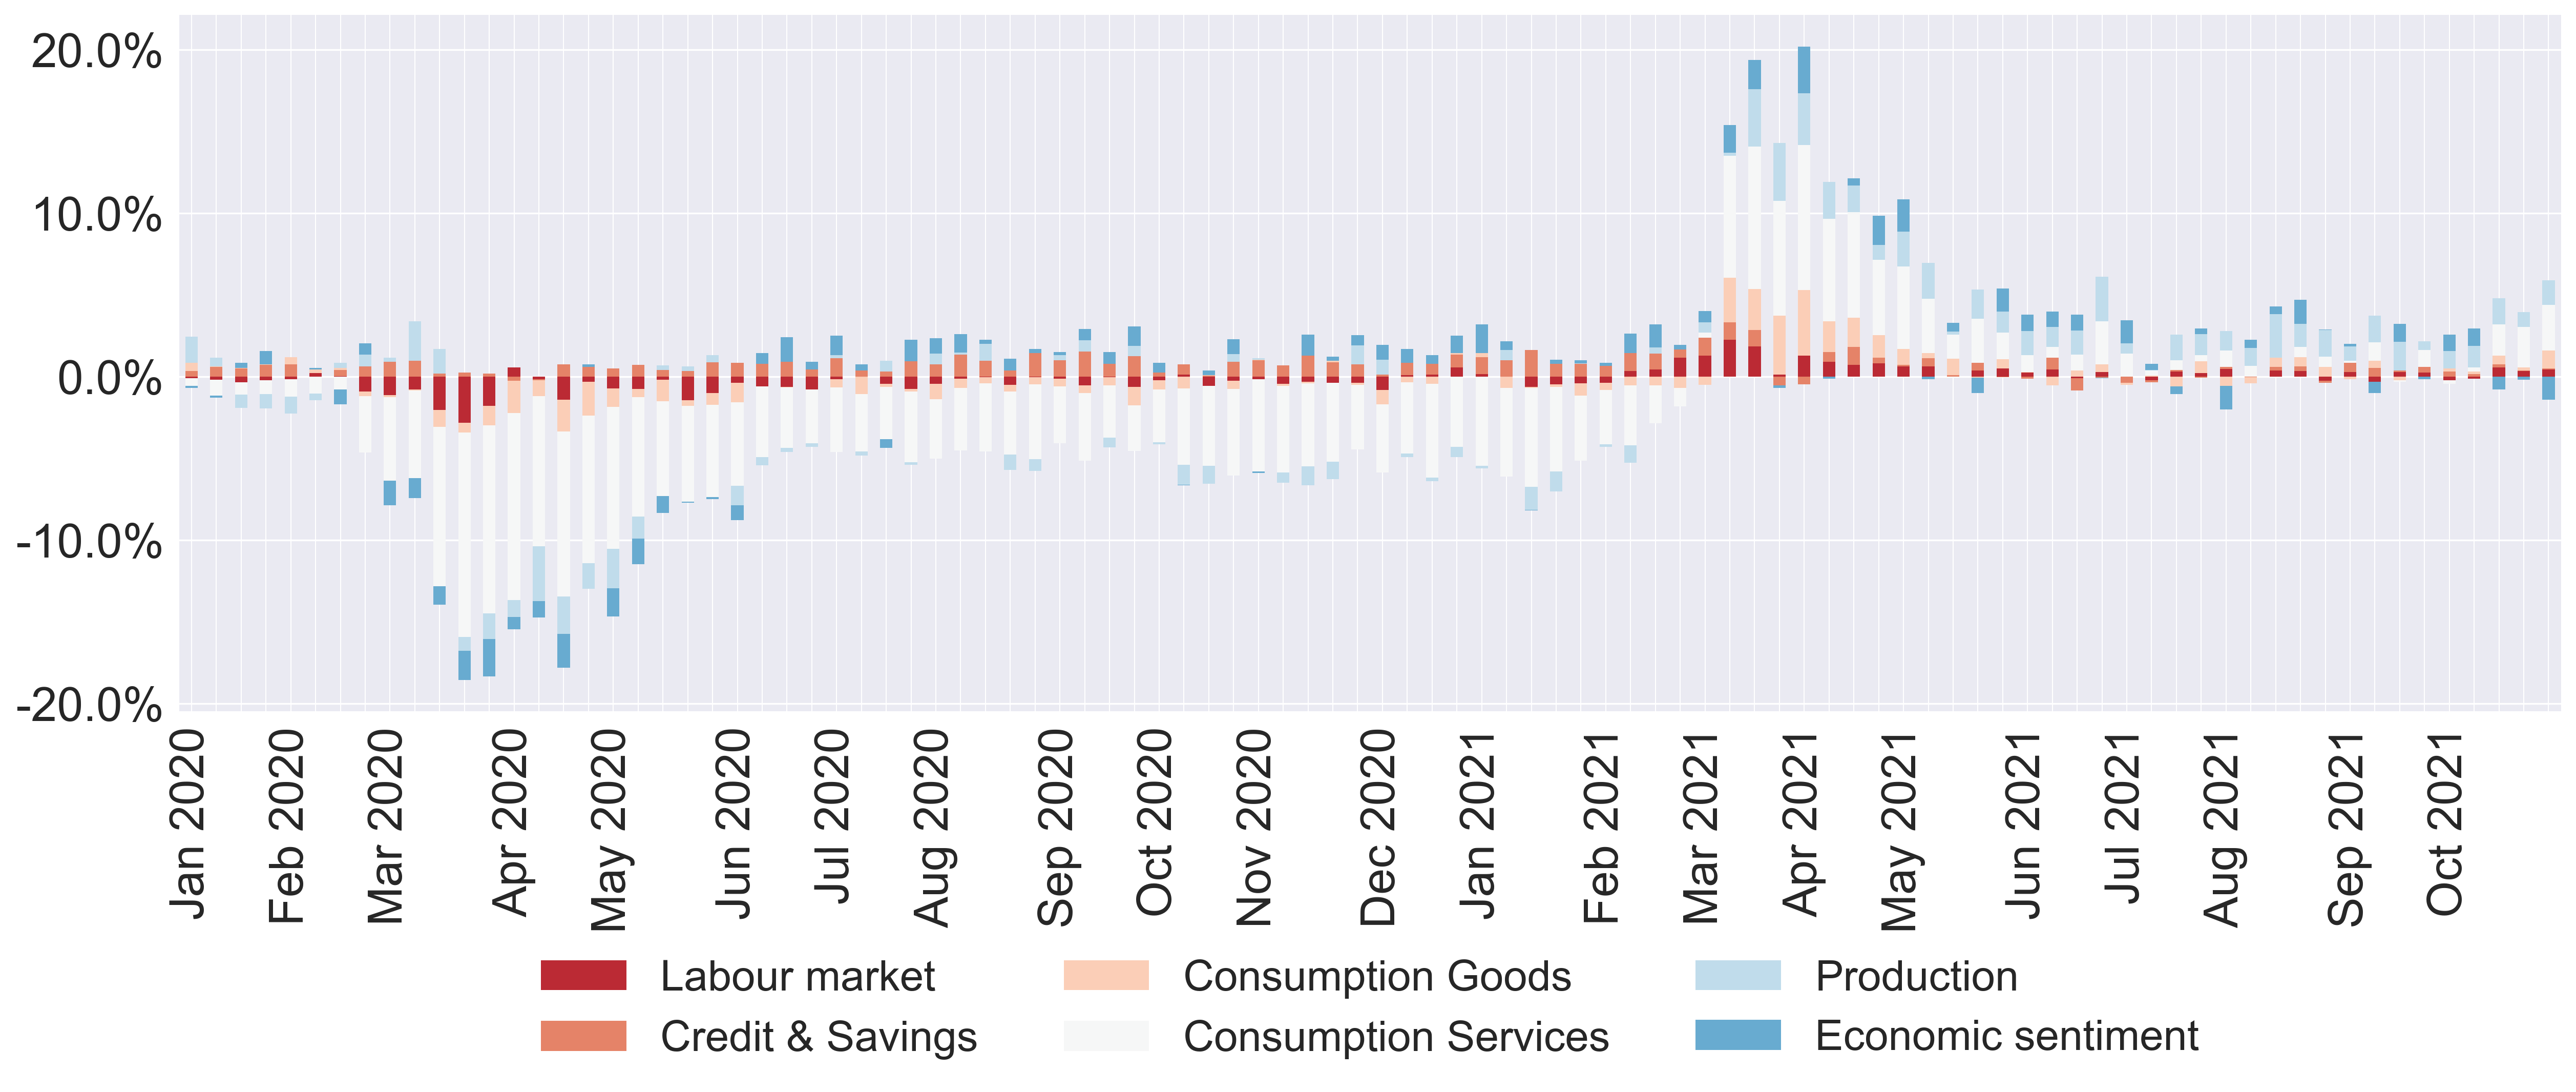 20.0%
10.0%
0.0%
-10.0%
-20.0%
Jan 2020
Feb 2020
Mar 2020
Apr 2020
May 2020
Jun 2020
Jul 2020
Aug 2020
Sep 2020
Oct 2020
Nov 2020
Dec 2020
Jan 2021
Feb 2021
Mar 2021
Apr 2021
May 2021
Jun 2021
Jul 2021
Aug 2021
Sep 2021
Oct 2021
Labour market
Consumption Goods
Production
Credit & Savings
Consumption Services
Economic sentiment